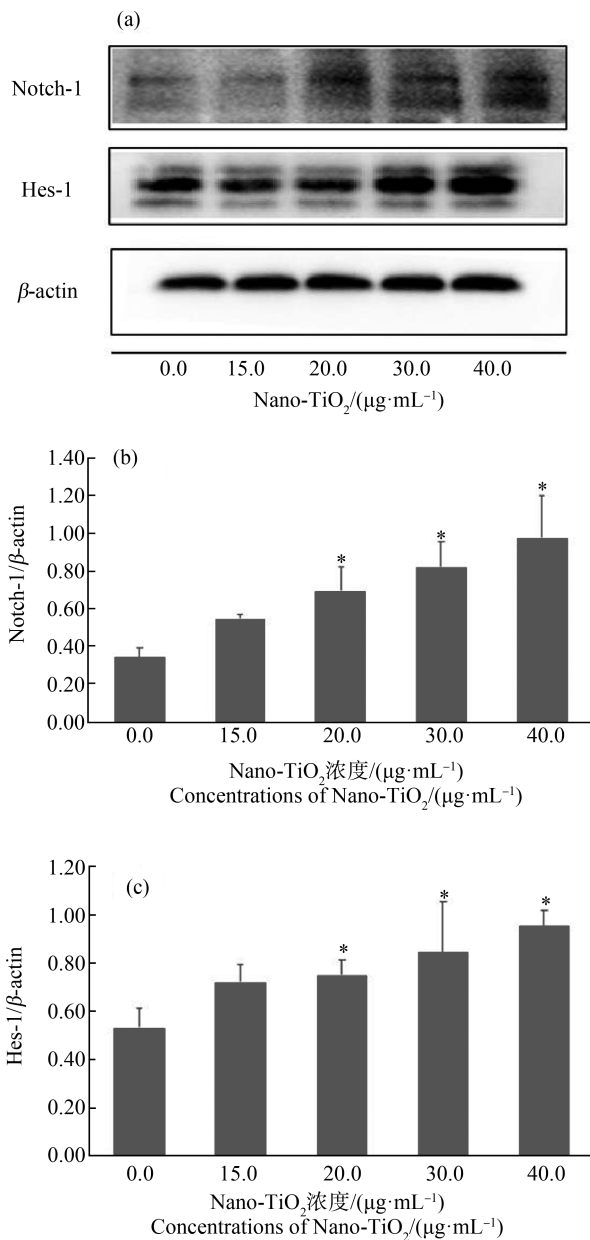 (a)
Notch-1
Hes-1
β-actin
0.0 15.0 20.0 30.0 40.0
Nano-TiO₂/(μg·mL⁻¹)
(b)
Notch-1/β-actin
1.40
1.20
1.00
0.80
0.60
0.40
0.20
0.00
* * *
0.0 15.0 20.0 30.0 40.0
Nano-TiO₂浓度/(μg·mL⁻¹)
Concentrations of Nano-TiO₂/(μg·mL⁻¹)
(c)
Hes-1/β-actin
1.20
1.00
0.80
0.60
0.40
0.20
0.00
* * *
0.0 15.0 20.0 30.0 40.0
Nano-TiO₂浓度/(μg·mL⁻¹)
Concentrations of Nano-TiO₂/(μg·mL⁻¹)